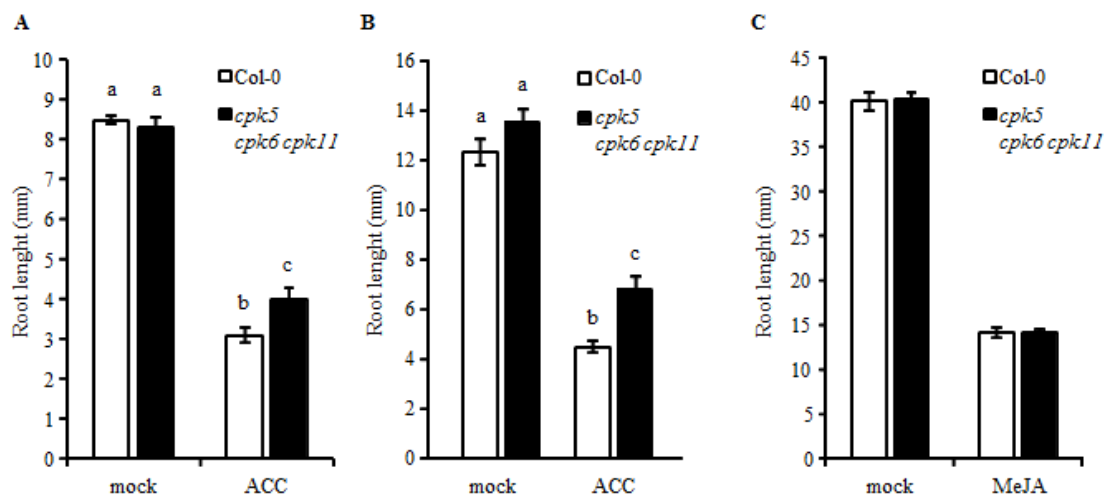 A
Root lenght (mm)
10
9
8
7
6
5
4
3
2
1
0
a
a
b
c
Col-0
cpk5
cpk6 cpk11
mock
ACC
B
Root lenght (mm)
16
14
12
10
8
6
4
2
0
a
a
b
c
Col-0
cpk5
cpk6 cpk11
mock
ACC
C
Root lenght (mm)
45
40
35
30
25
20
15
10
5
0
Col-0
cpk5
cpk6 cpk11
mock
MeJA